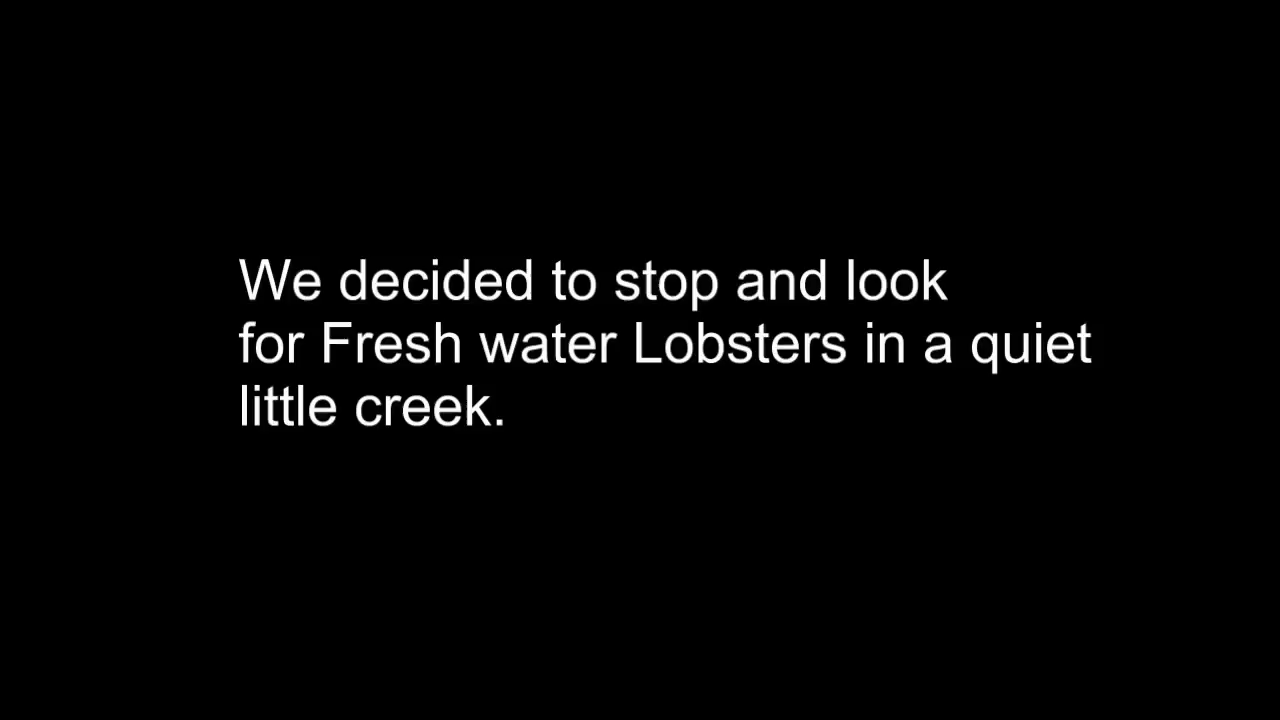 We decided to stop and look
for Fresh water Lobsters in a quiet
little creek.